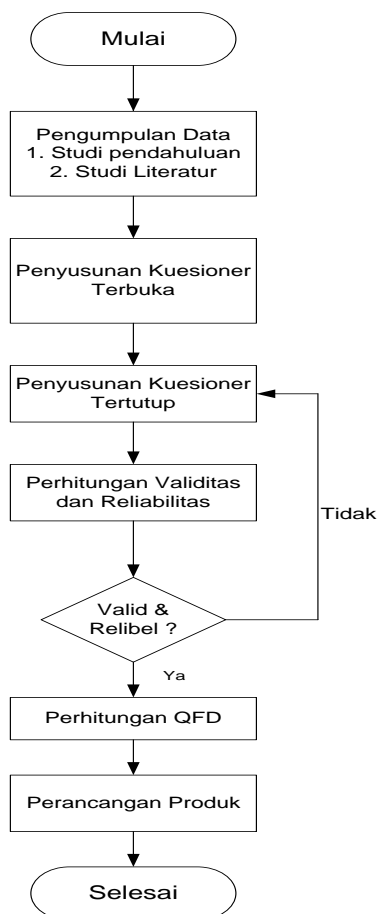 Mulai
Pengumpulan Data
1. Studi pendahuluan
2. Studi Literatur
Penyusunan Kuesioner
Terbuka
Penyusunan Kuesioner
Tertutup
Perhitungan Validitas
dan Reliabilitas
Tidak
Valid &
Relibel ?
Ya
Perhitungan QFD
Perancangan Produk
Selesai